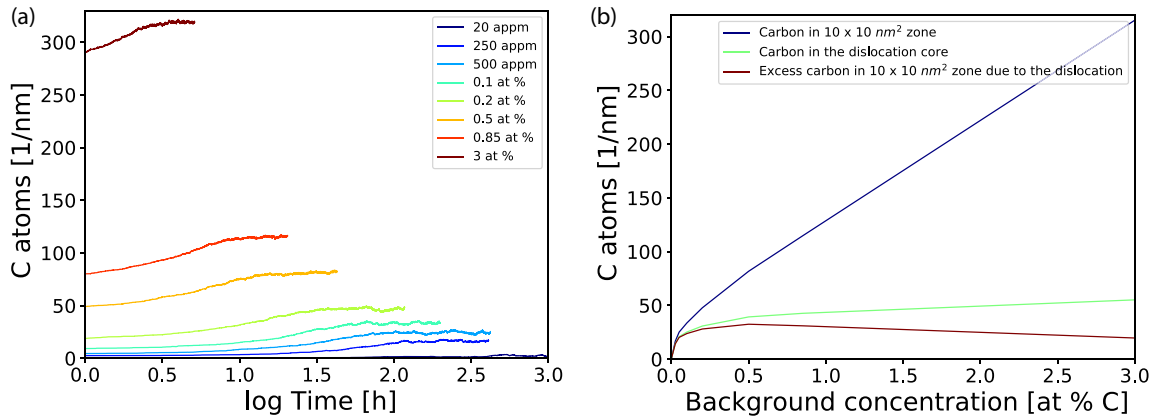 (a)
C atoms [1/nm]
300
250
200
150
100
50
0
0.0 0.5 1.0 1.5 2.0 2.5 3.0
log Time [h]
20 appm
250 appm
500 appm
0.1 at %
0.2 at %
0.5 at %
0.85 at %
3 at %
(b)
C atoms [1/nm]
300
250
200
150
100
50
0
0.0 0.5 1.0 1.5 2.0 2.5 3.0
Background concentration [at % C]
Carbon in 10 x 10 nm² zone
Carbon in the dislocation core
Excess carbon in 10 x 10 nm² zone due to the dislocation